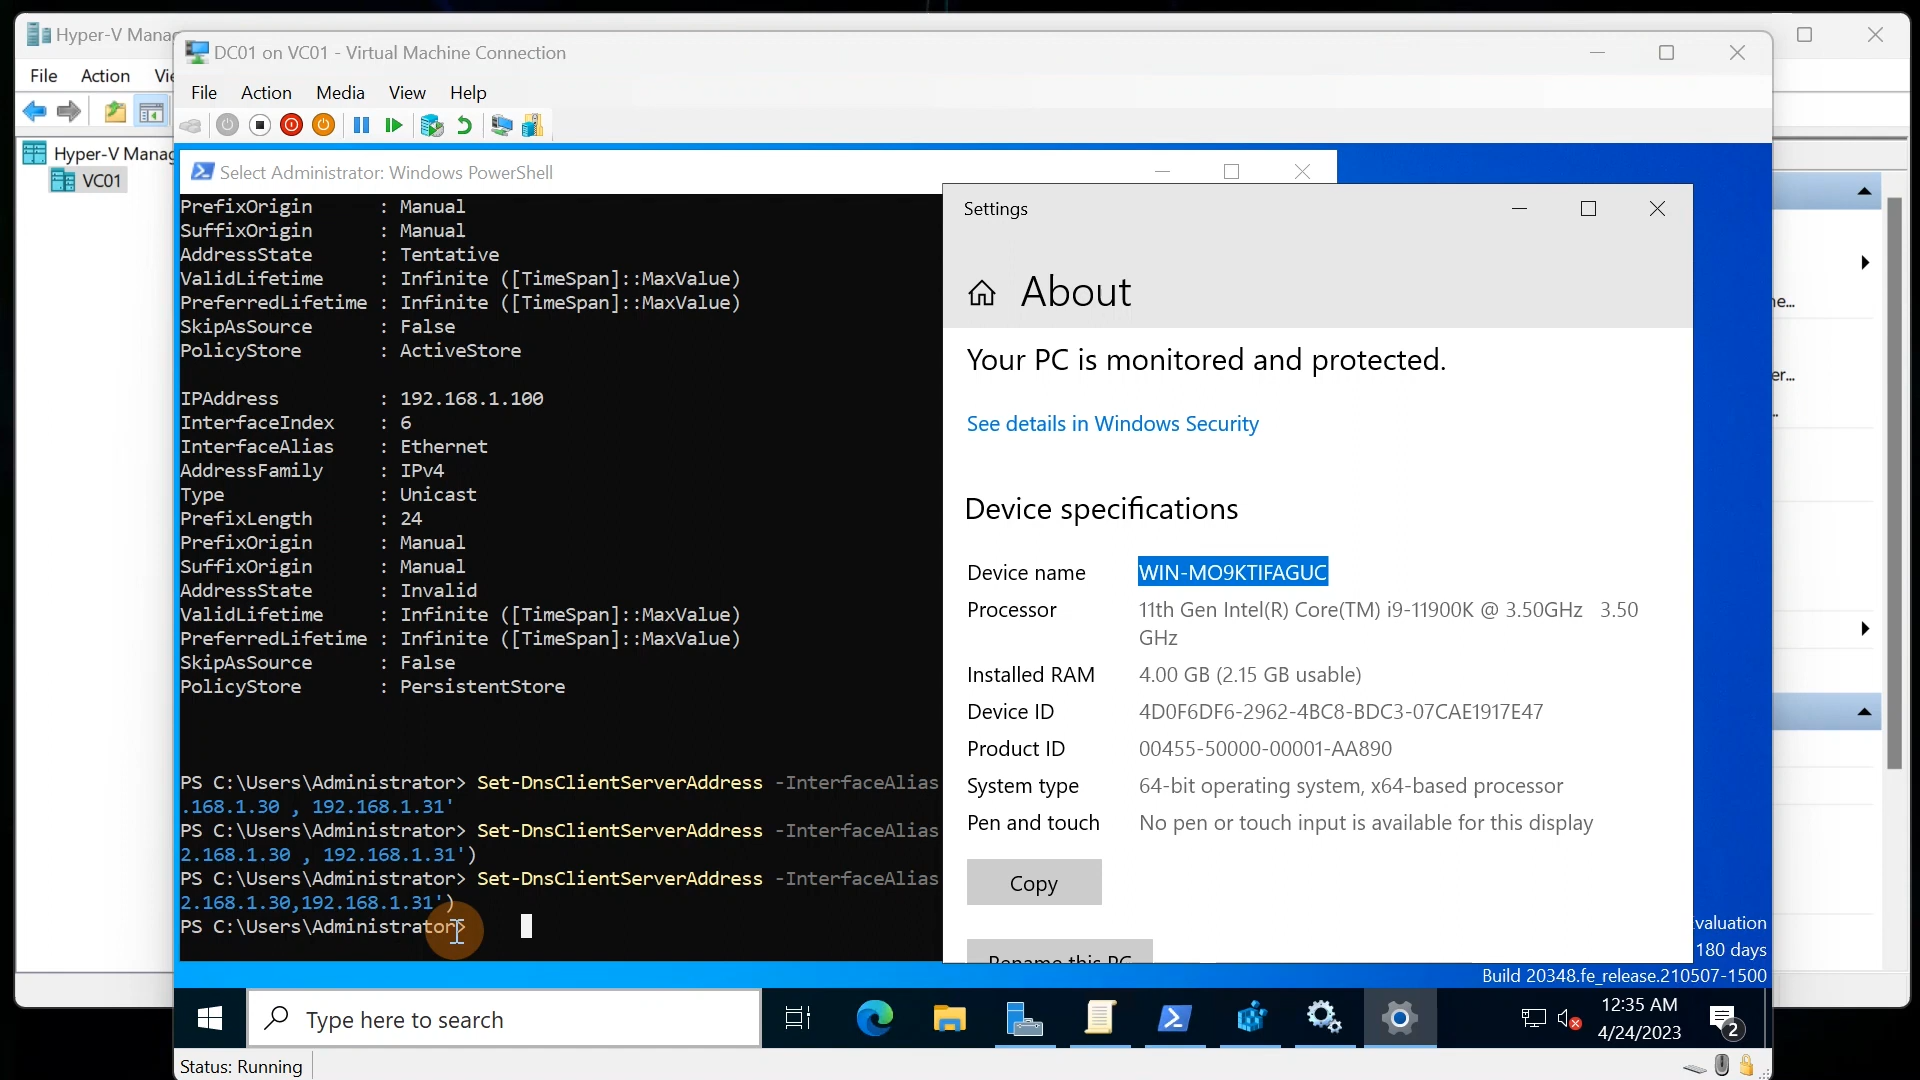 Hyper-V Manag
File Action Vie
Hyper-V Manag
VC01
DC01 on VC01 - Virtual Machine Connection
File Action Media View Help
Select Administrator: Windows PowerShell
PrefixOrigin : Manual
SuffixOrigin : Manual
AddressState : Tentative
ValidLifetime : Infinite ([TimeSpan]::MaxValue)
PreferredLifetime : Infinite ([TimeSpan]::MaxValue)
SkipAsSource : False
PolicyStore : ActiveStore
IPAddress : 192.168.1.100
InterfaceIndex : 6
InterfaceAlias : Ethernet
AddressFamily : IPv4
Type : Unicast
PrefixLength : 24
PrefixOrigin : Manual
SuffixOrigin : Manual
AddressState : Invalid
ValidLifetime : Infinite ([TimeSpan]::MaxValue)
PreferredLifetime : Infinite ([TimeSpan]::MaxValue)
SkipAsSource : False
PolicyStore : PersistentStore
PS C:\Users\Administrator> Set-DnsClientServerAddress -InterfaceAlias
.168.1.30 , 192.168.1.31'
PS C:\Users\Administrator> Set-DnsClientServerAddress -InterfaceAlias
2.168.1.30 , 192.168.1.31')
PS C:\Users\Administrator> Set-DnsClientServerAddress -InterfaceAlias
2.168.1.30,192.168.1.31')
PS C:\Users\Administrator>
Settings
About
Your PC is monitored and protected.
See details in Windows Security
Device specifications
Device name WIN-MO9KTIFAGUC
Processor 11th Gen Intel(R) Core(TM) i9-11900K @ 3.50GHz 3.50
GHz
Installed RAM 4.00 GB (2.15 GB usable)
Device ID 4D0F6DF6-2962-4BC8-BDC3-07CAE1917E47
Product ID 00455-50000-00001-AA890
System type 64-bit operating system, x64-based processor
Pen and touch No pen or touch input is available for this display
Copy
Rename this PC
ne...
er...
valuation
180 days
Build 20348.fe_release.210507-1500
Type here to search
12:35 AM
4/24/2023
2
Status: Running